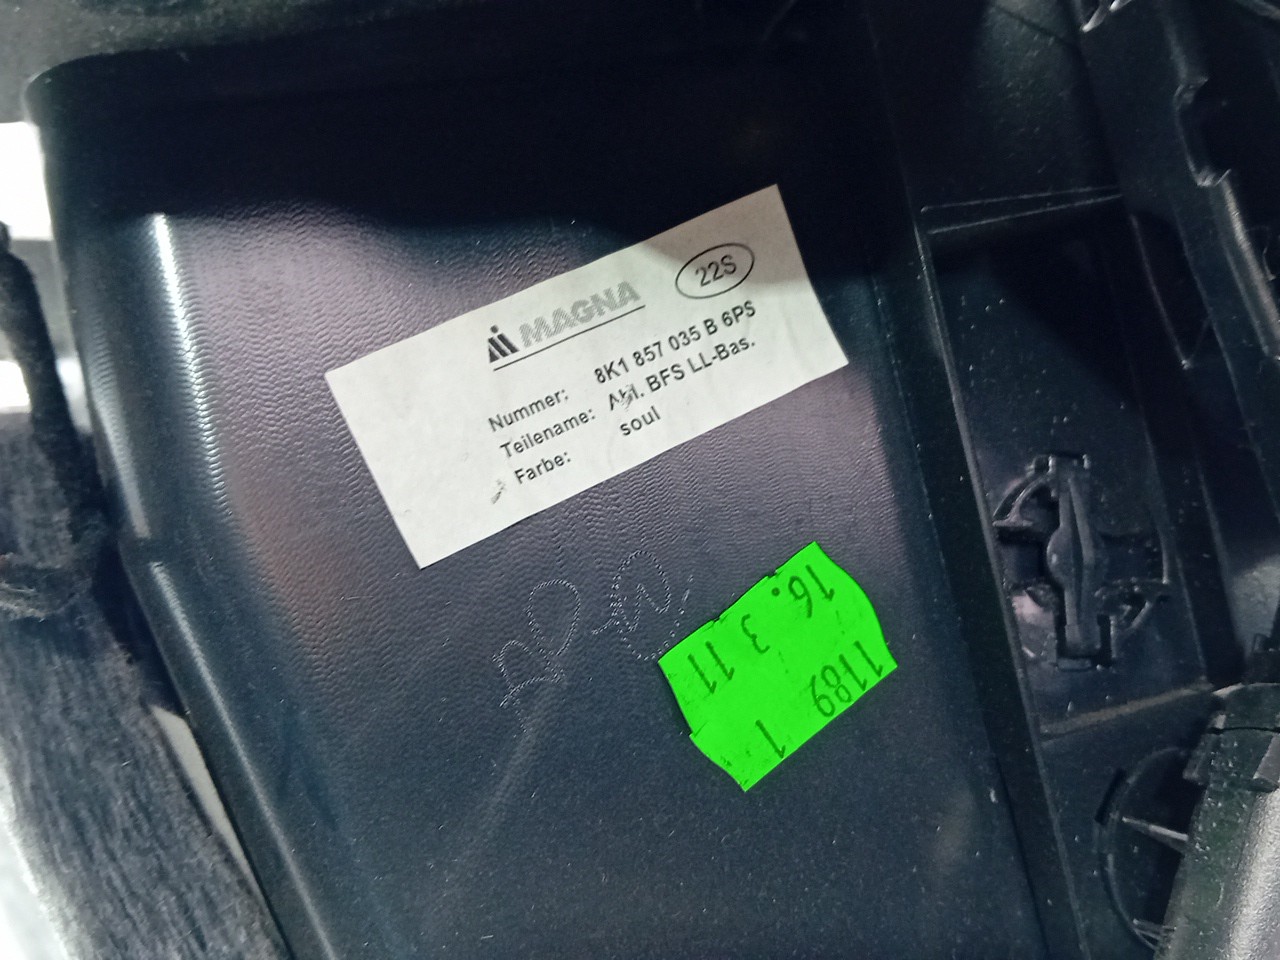 MAGNA
22S
Nummer: 8K1 857 035 B 6PS
Teilename: Abl. BFS LL-Bas.
Farbe: soul
16. 3 11
1189 1